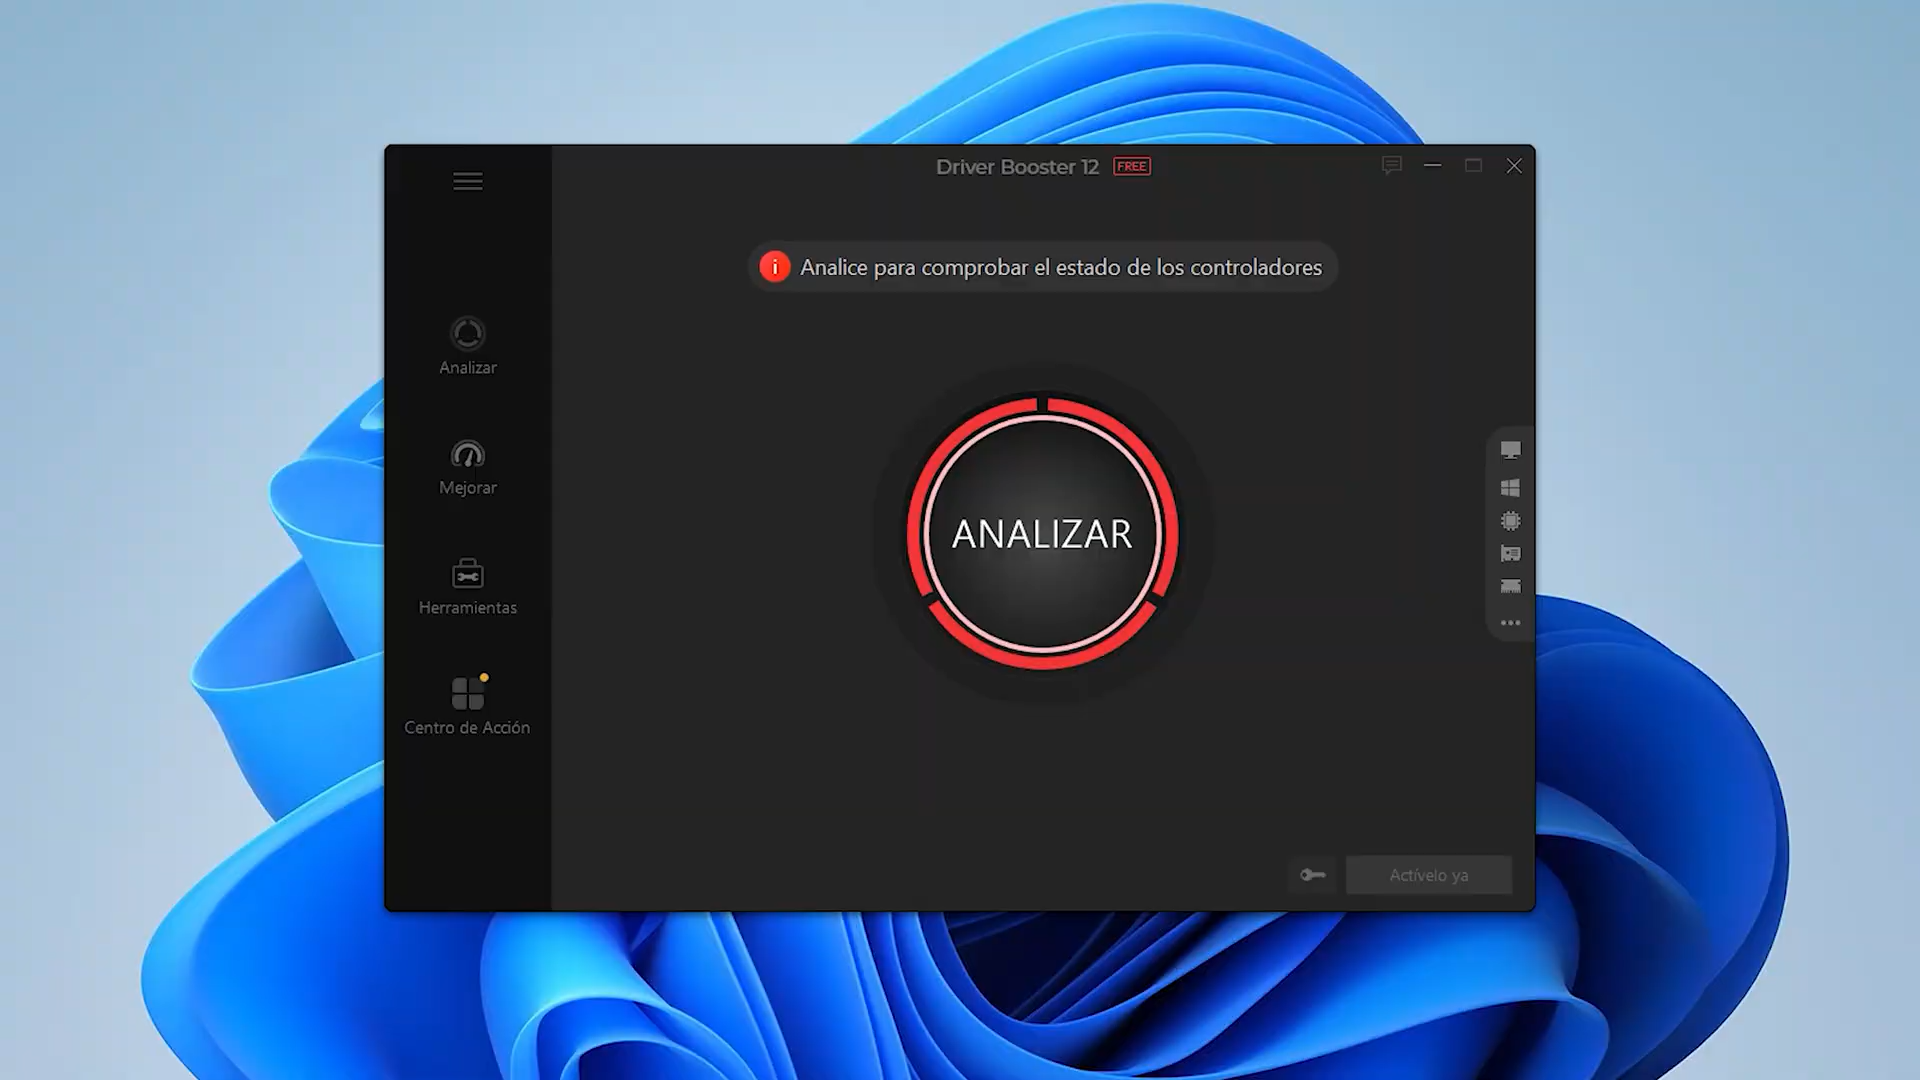 Driver Booster 12 FREE
Analice para comprobar el estado de los controladores
Analizar
Mejorar
Herramientas
Centro de Acción
ANALIZAR
Actívelo ya